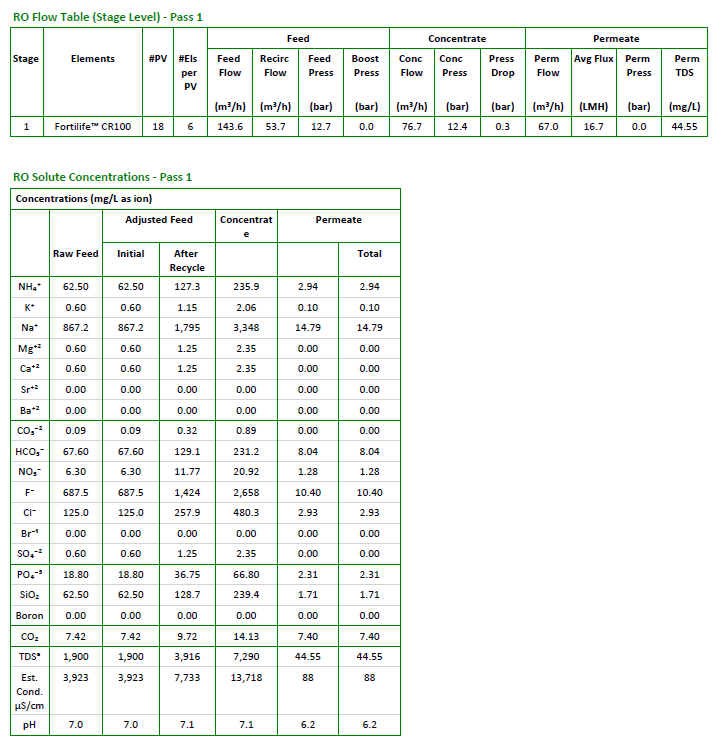 RO Flow Table (Stage Level) - Pass 1
Feed Concentrate Permeate
Stage Elements #PV #Els per PV Feed Flow Recirc Flow Feed Press Boost Press Conc Flow Conc Press Press Drop Perm Flow Avg Flux Perm Press Perm TDS
(m³/h) (m³/h) (bar) (bar) (m³/h) (bar) (bar) (m³/h) (LMH) (bar) (mg/L)
1 Fortilife™ CR100 18 6 143.6 53.7 12.7 0.0 76.7 12.4 0.3 67.0 16.7 0.0 44.55
RO Solute Concentrations - Pass 1
Concentrations (mg/L as ion)
Adjusted Feed Concentrat
e Permeate
Raw Feed Initial After
Recycle Total
NH₄⁺ 62.50 62.50 127.3 235.9 2.94 2.94
K⁺ 0.60 0.60 1.15 2.06 0.10 0.10
Na⁺ 867.2 867.2 1,795 3,348 14.79 14.79
Mg⁺² 0.60 0.60 1.25 2.35 0.00 0.00
Ca⁺² 0.60 0.60 1.25 2.35 0.00 0.00
Sr⁺² 0.00 0.00 0.00 0.00 0.00 0.00
Ba⁺² 0.00 0.00 0.00 0.00 0.00 0.00
CO₃⁻² 0.09 0.09 0.32 0.89 0.00 0.00
HCO₃⁻ 67.60 67.60 129.1 231.2 8.04 8.04
NO₃⁻ 6.30 6.30 11.77 20.92 1.28 1.28
F⁻ 687.5 687.5 1,424 2,658 10.40 10.40
Cl⁻ 125.0 125.0 257.9 480.3 2.93 2.93
Br⁻¹ 0.00 0.00 0.00 0.00 0.00 0.00
SO₄⁻² 0.60 0.60 1.25 2.35 0.00 0.00
PO₄⁻³ 18.80 18.80 36.75 66.80 2.31 2.31
SiO₂ 62.50 62.50 128.7 239.4 1.71 1.71
Boron 0.00 0.00 0.00 0.00 0.00 0.00
CO₂ 7.42 7.42 9.72 14.13 7.40 7.40
TDSᵃ 1,900 1,900 3,916 7,290 44.55 44.55
Est.
Cond.
µS/cm 3,923 3,923 7,733 13,718 88 88
pH 7.0 7.0 7.1 7.1 6.2 6.2